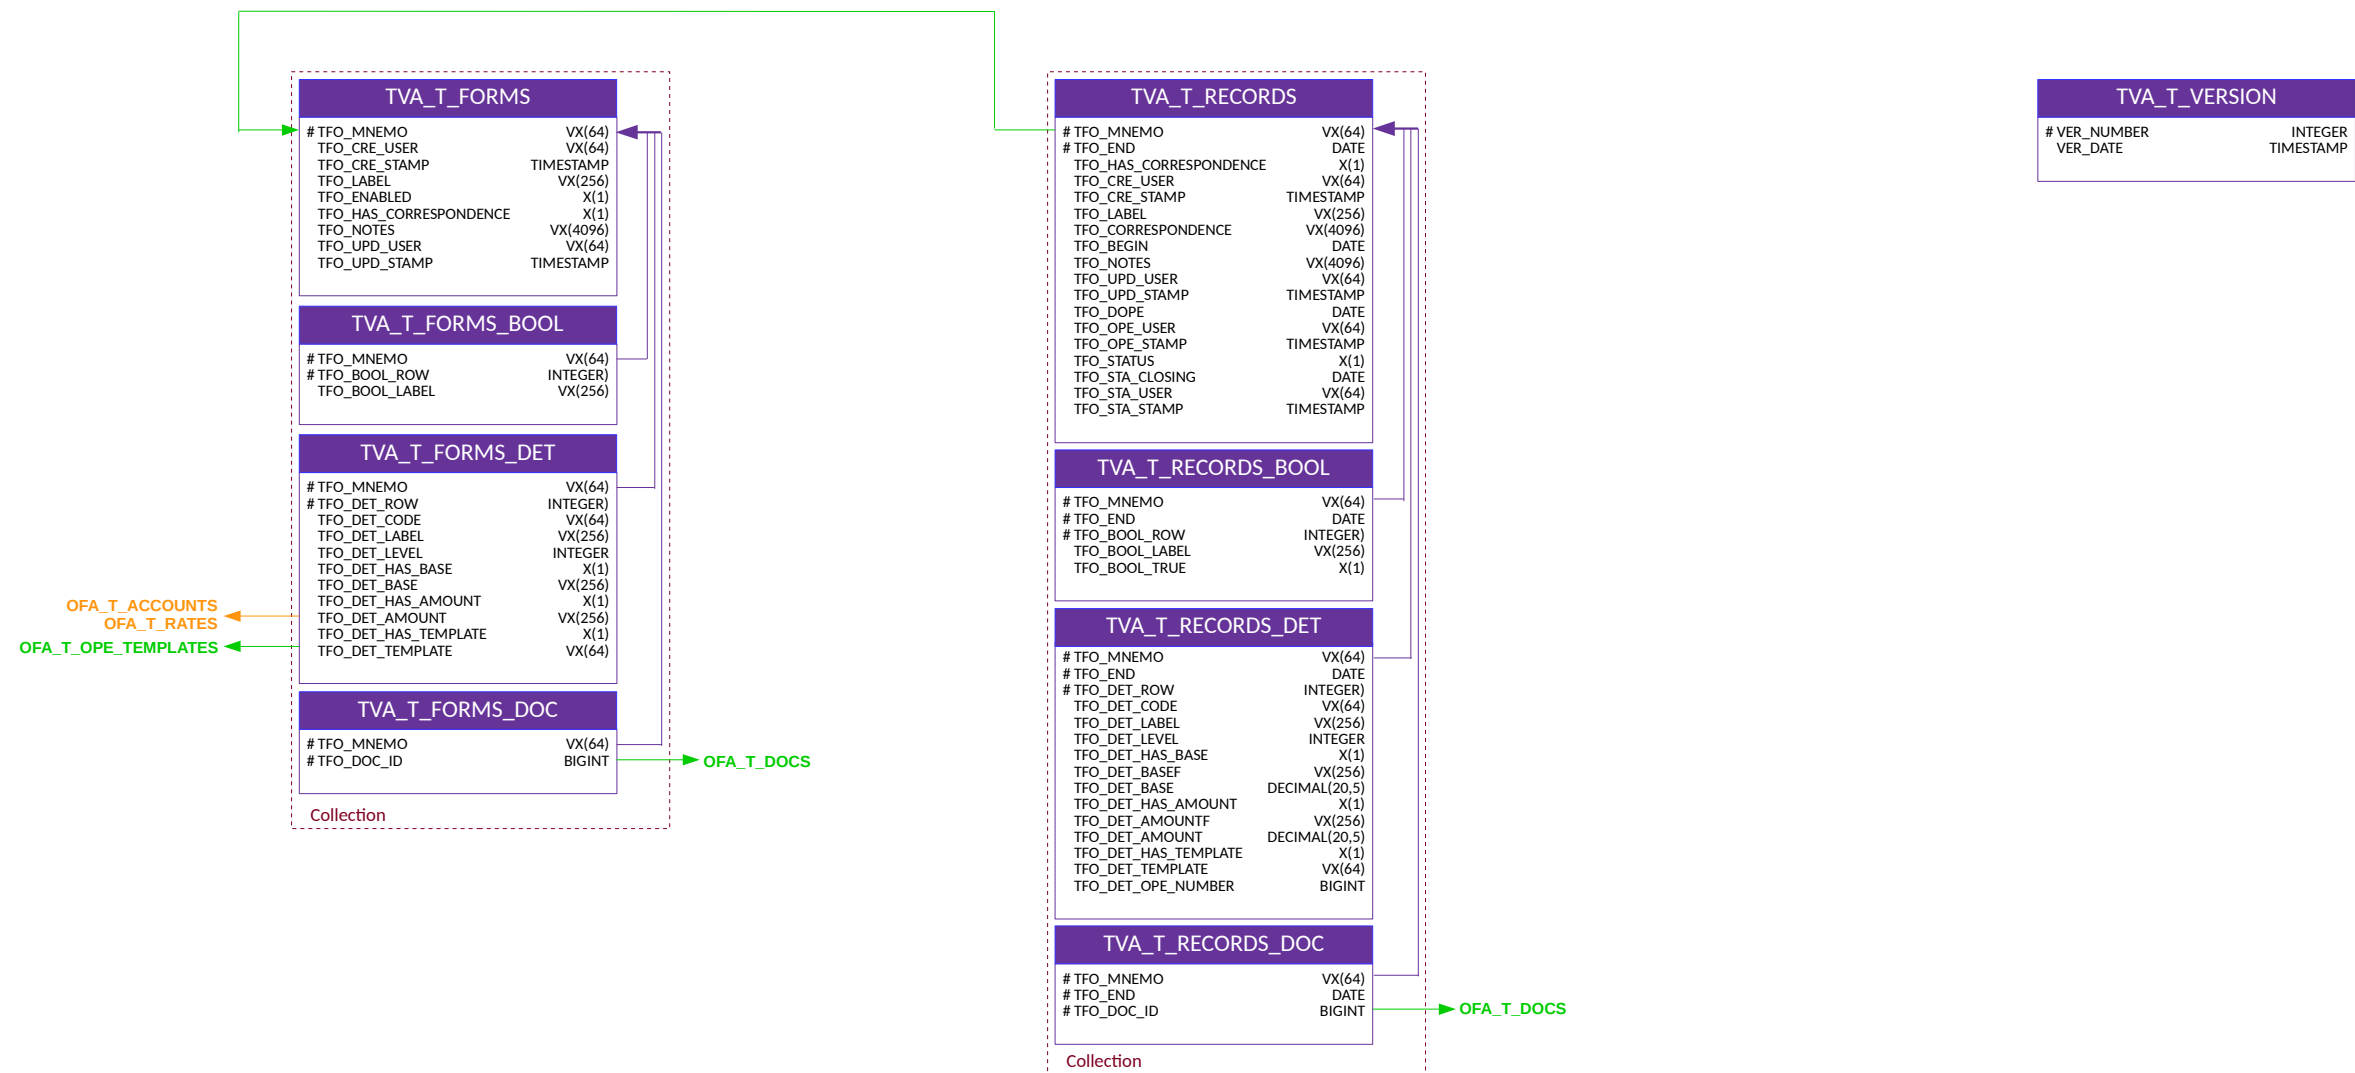 TVA_T_FORMS
# TFO_MNEMO VX(64)
TFO_CRE_USER VX(64)
TFO_CRE_STAMP TIMESTAMP
TFO_LABEL VX(256)
TFO_ENABLED X(1)
TFO_HAS_CORRESPONDENCE X(1)
TFO_NOTES VX(4096)
TFO_UPD_USER VX(64)
TFO_UPD_STAMP TIMESTAMP
TVA_T_FORMS_BOOL
# TFO_MNEMO VX(64)
# TFO_BOOL_ROW INTEGER)
TFO_BOOL_LABEL VX(256)
TVA_T_FORMS_DET
# TFO_MNEMO VX(64)
# TFO_DET_ROW INTEGER)
TFO_DET_CODE VX(64)
TFO_DET_LABEL VX(256)
TFO_DET_LEVEL INTEGER
TFO_DET_HAS_BASE X(1)
TFO_DET_BASE VX(256)
TFO_DET_HAS_AMOUNT X(1)
TFO_DET_AMOUNT VX(256)
TFO_DET_HAS_TEMPLATE X(1)
TFO_DET_TEMPLATE VX(64)
OFA_T_ACCOUNTS
OFA_T_RATES
OFA_T_OPE_TEMPLATES
TVA_T_FORMS_DOC
# TFO_MNEMO VX(64)
# TFO_DOC_ID BIGINT
OFA_T_DOCS
Collection
TVA_T_RECORDS
# TFO_MNEMO VX(64)
# TFO_END DATE
TFO_HAS_CORRESPONDENCE X(1)
TFO_CRE_USER VX(64)
TFO_CRE_STAMP TIMESTAMP
TFO_LABEL VX(256)
TFO_CORRESPONDENCE VX(4096)
TFO_BEGIN DATE
TFO_NOTES VX(4096)
TFO_UPD_USER VX(64)
TFO_UPD_STAMP TIMESTAMP
TFO_DOPE DATE
TFO_OPE_USER VX(64)
TFO_OPE_STAMP TIMESTAMP
TFO_STATUS X(1)
TFO_STA_CLOSING DATE
TFO_STA_USER VX(64)
TFO_STA_STAMP TIMESTAMP
TVA_T_RECORDS_BOOL
# TFO_MNEMO VX(64)
# TFO_END DATE
# TFO_BOOL_ROW INTEGER)
TFO_BOOL_LABEL VX(256)
TFO_BOOL_TRUE X(1)
TVA_T_RECORDS_DET
# TFO_MNEMO VX(64)
# TFO_END DATE
# TFO_DET_ROW INTEGER)
TFO_DET_CODE VX(64)
TFO_DET_LABEL VX(256)
TFO_DET_LEVEL INTEGER
TFO_DET_HAS_BASE X(1)
TFO_DET_BASEF VX(256)
TFO_DET_BASE DECIMAL(20,5)
TFO_DET_HAS_AMOUNT X(1)
TFO_DET_AMOUNTF VX(256)
TFO_DET_AMOUNT DECIMAL(20,5)
TFO_DET_HAS_TEMPLATE X(1)
TFO_DET_TEMPLATE VX(64)
TFO_DET_OPE_NUMBER BIGINT
TVA_T_RECORDS_DOC
# TFO_MNEMO VX(64)
# TFO_END DATE
# TFO_DOC_ID BIGINT
OFA_T_DOCS
Collection
TVA_T_VERSION
# VER_NUMBER INTEGER
VER_DATE TIMESTAMP